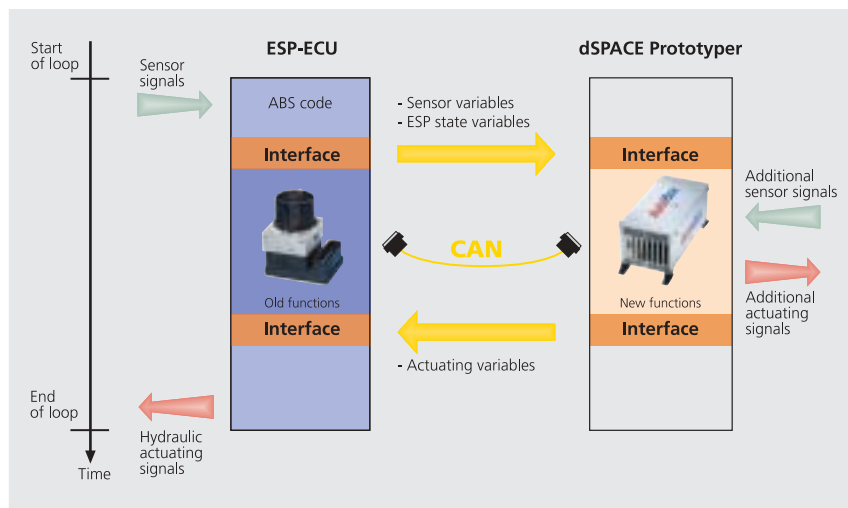 ESP-ECU
dSPACE Prototyper
Start
of loop
Sensor
signals
ABS code
- Sensor variables
- ESP state variables
Interface
Interface
Additional
sensor signals
CAN
Old functions
New functions
Additional
actuating
signals
Interface
Interface
- Actuating variables
End
of loop
Hydraulic
actuating
signals
Time